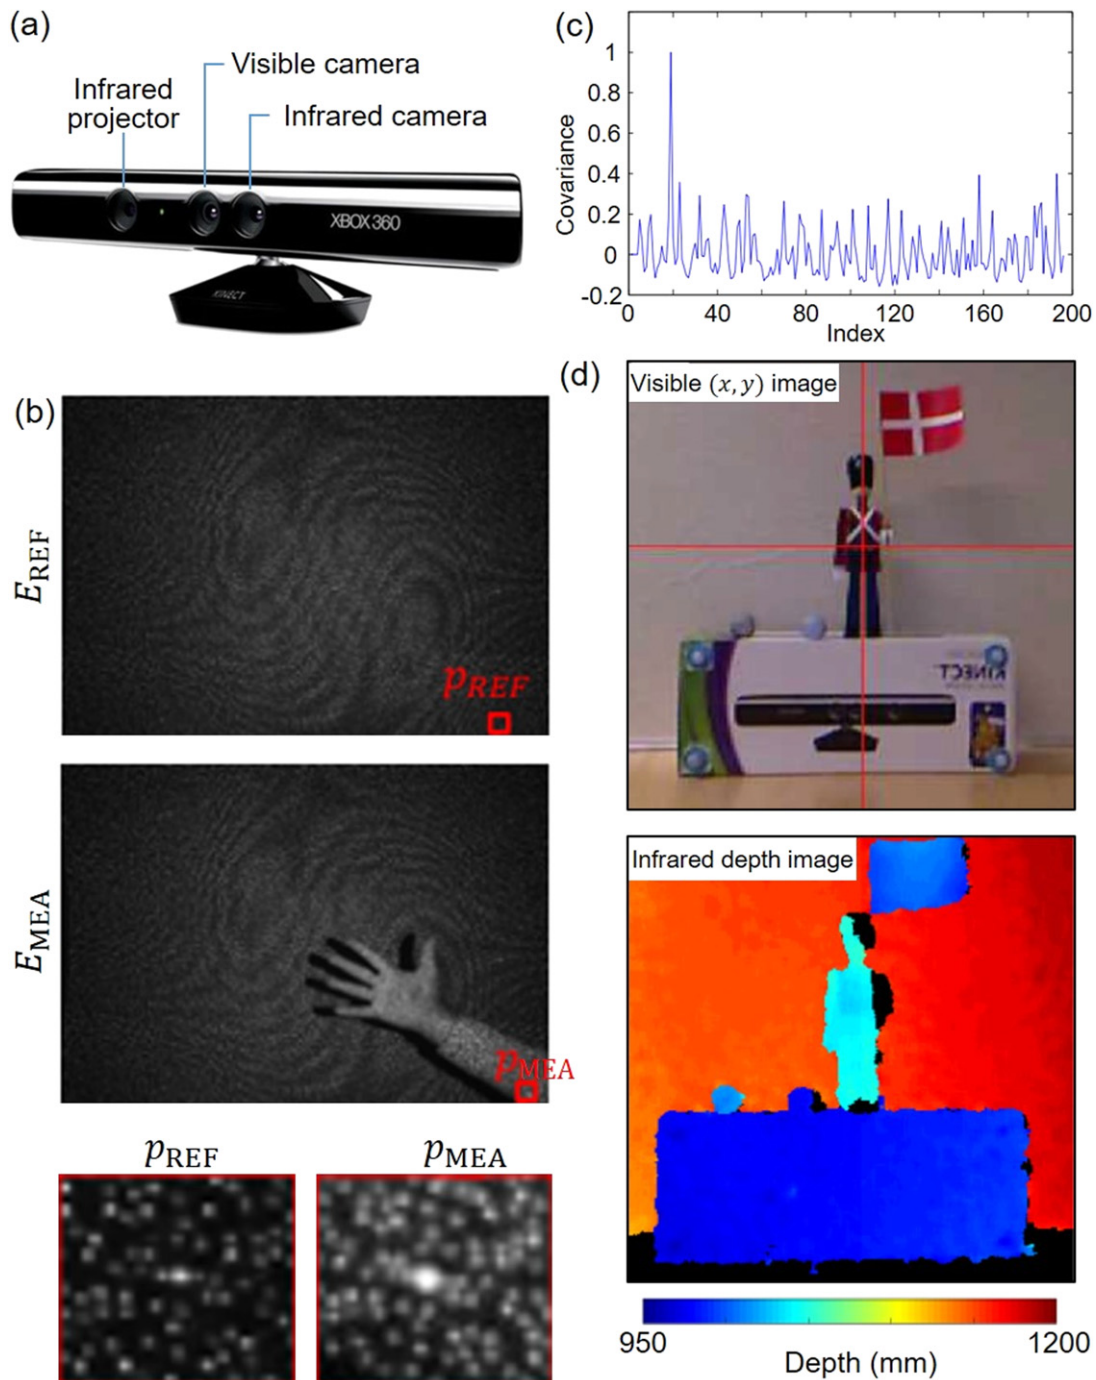 (a)
Visible camera
Infrared
projector
Infrared camera
XBOX 360
KINECT
(b)
E_REF
p_REF
E_MEA
p_MEA
p_REF
p_MEA
(c)
Covariance
1
0.8
0.6
0.4
0.2
0
-0.2
0
40
80
120
160
200
Index
(d)
Visible (x, y) image
Infrared depth image
950
1200
Depth (mm)